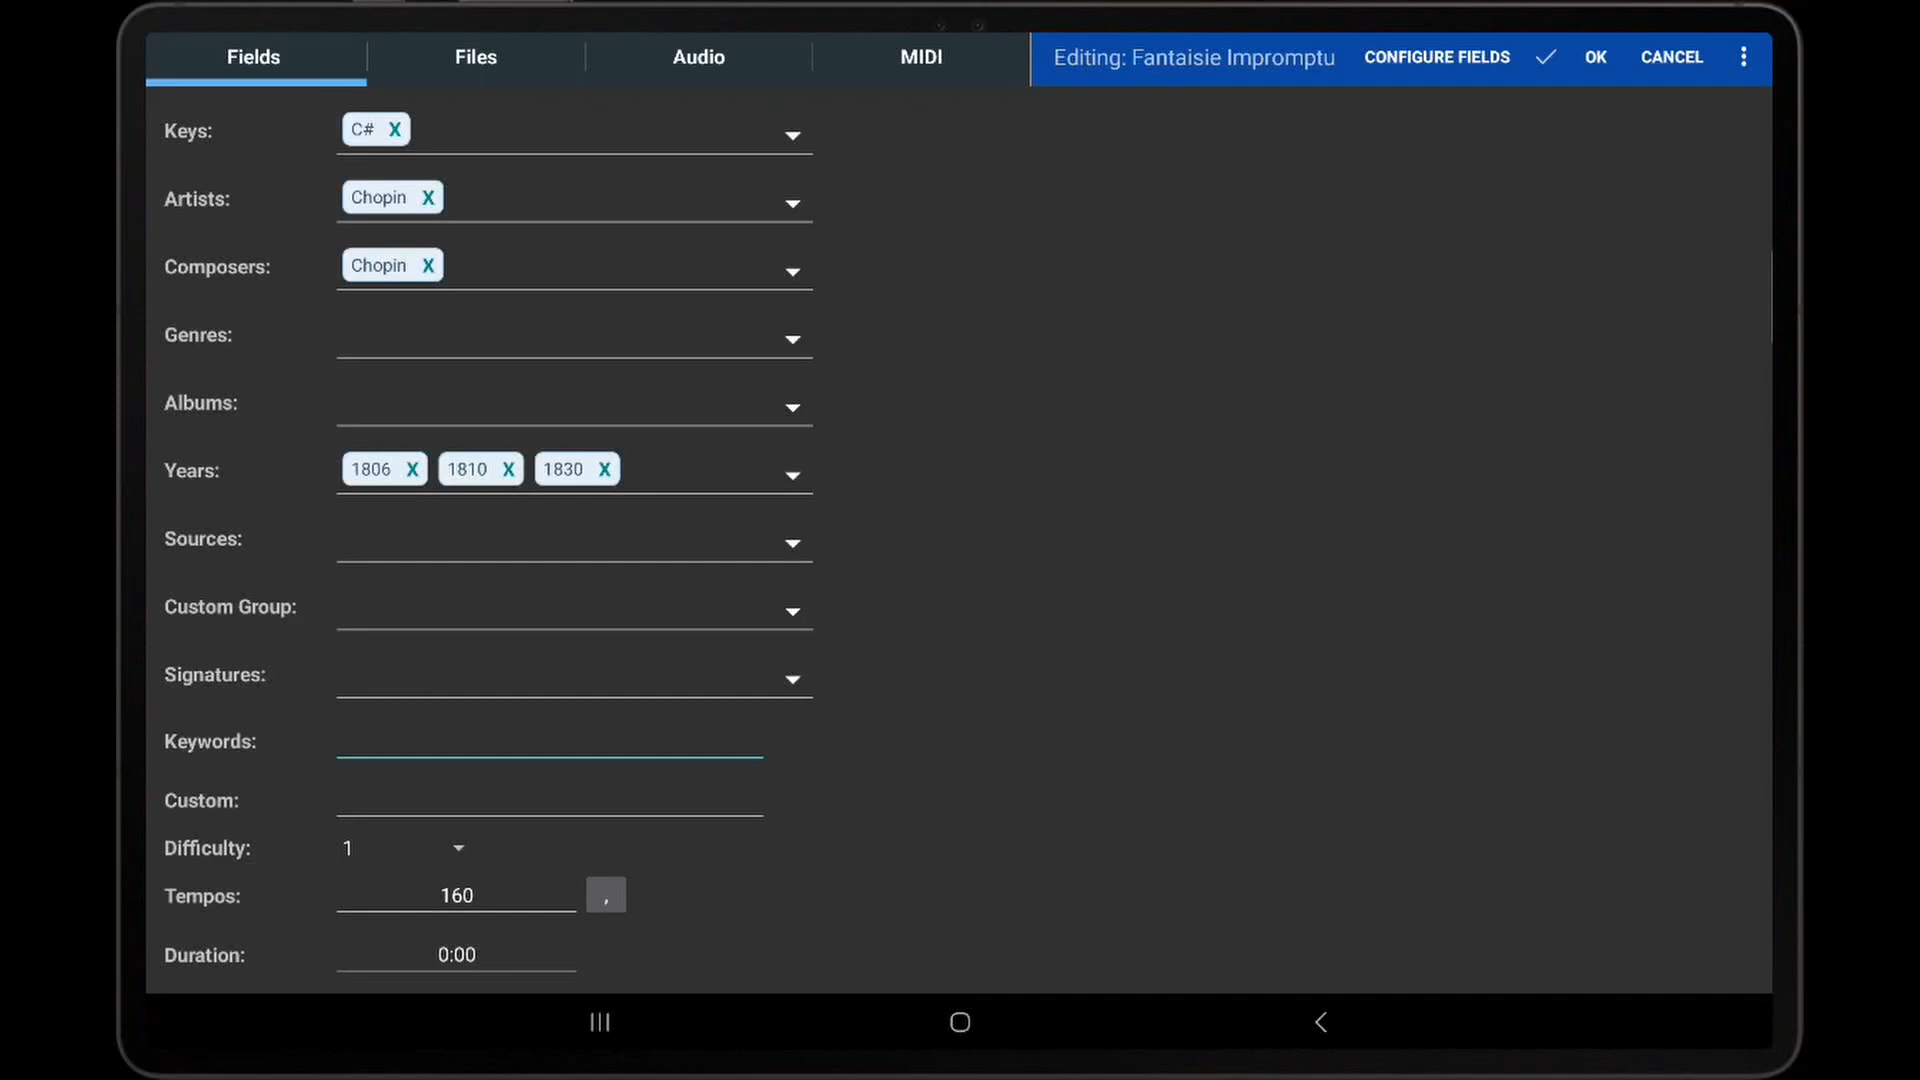 Fields Files Audio MIDI Editing: Fantaisie Impromptu CONFIGURE FIELDS OK CANCEL
Keys: C# X
Artists: Chopin X
Composers: Chopin X
Genres:
Albums:
Years: 1806 X 1810 X 1830 X
Sources:
Custom Group:
Signatures:
Keywords:
Custom:
Difficulty: 1
Tempos: 160 ,
Duration: 0:00